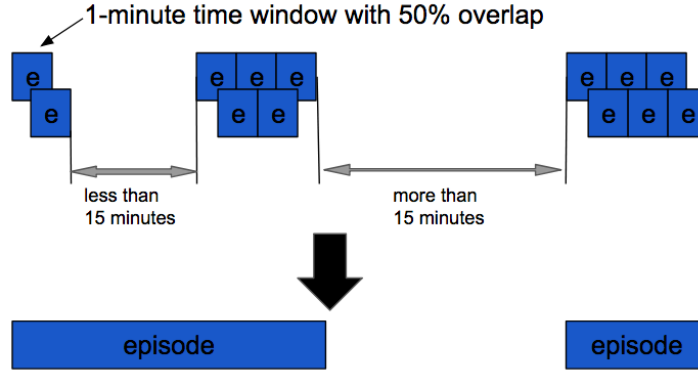 1-minute time window with 50% overlap
e e e e e e e
e e e e e e
less than
15 minutes
more than
15 minutes
episode episode